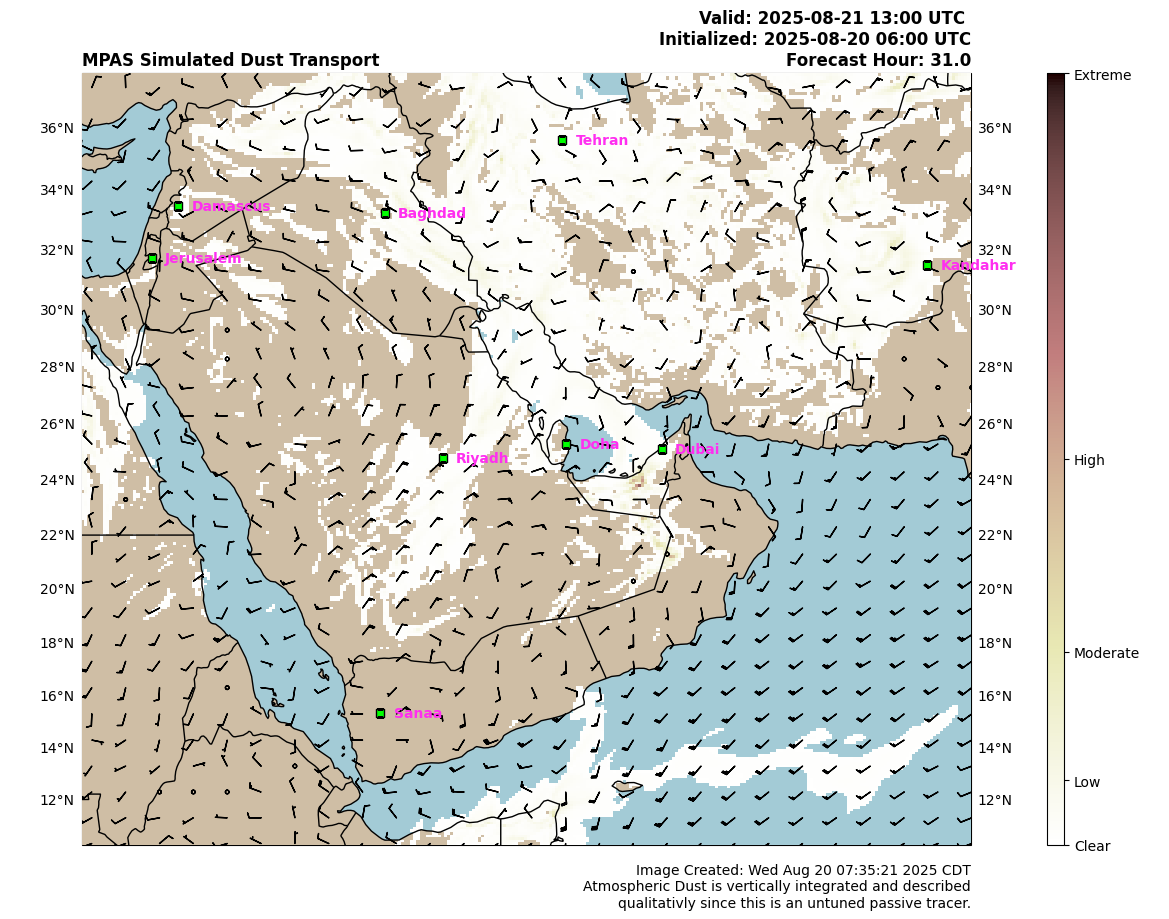 Valid: 2025-08-21 13:00 UTC
Initialized: 2025-08-20 06:00 UTC
MPAS Simulated Dust Transport
Forecast Hour: 31.0
Extreme
High
Moderate
Low
Clear
36°N
34°N
32°N
30°N
28°N
26°N
24°N
22°N
20°N
18°N
16°N
14°N
12°N
36°N
34°N
32°N
30°N
28°N
26°N
24°N
22°N
20°N
18°N
16°N
14°N
12°N
Tehran
Damascus
Baghdad
Jerusalem
Kandahar
Doha
Dubai
Riyadh
Sanaa
Image Created: Wed Aug 20 07:35:21 2025 CDT
Atmospheric Dust is vertically integrated and described
qualitativly since this is an untuned passive tracer.